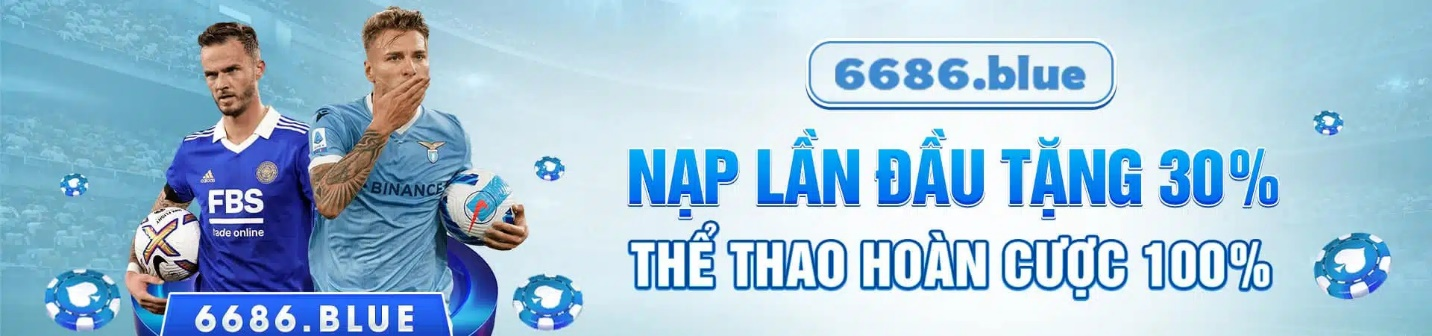 6686.blue
NẠP LẦN ĐẦU TẶNG 30%
THỂ THAO HOÀN CƯỢC 100%
FBS
trade online
BINANCE
6686.BLUE